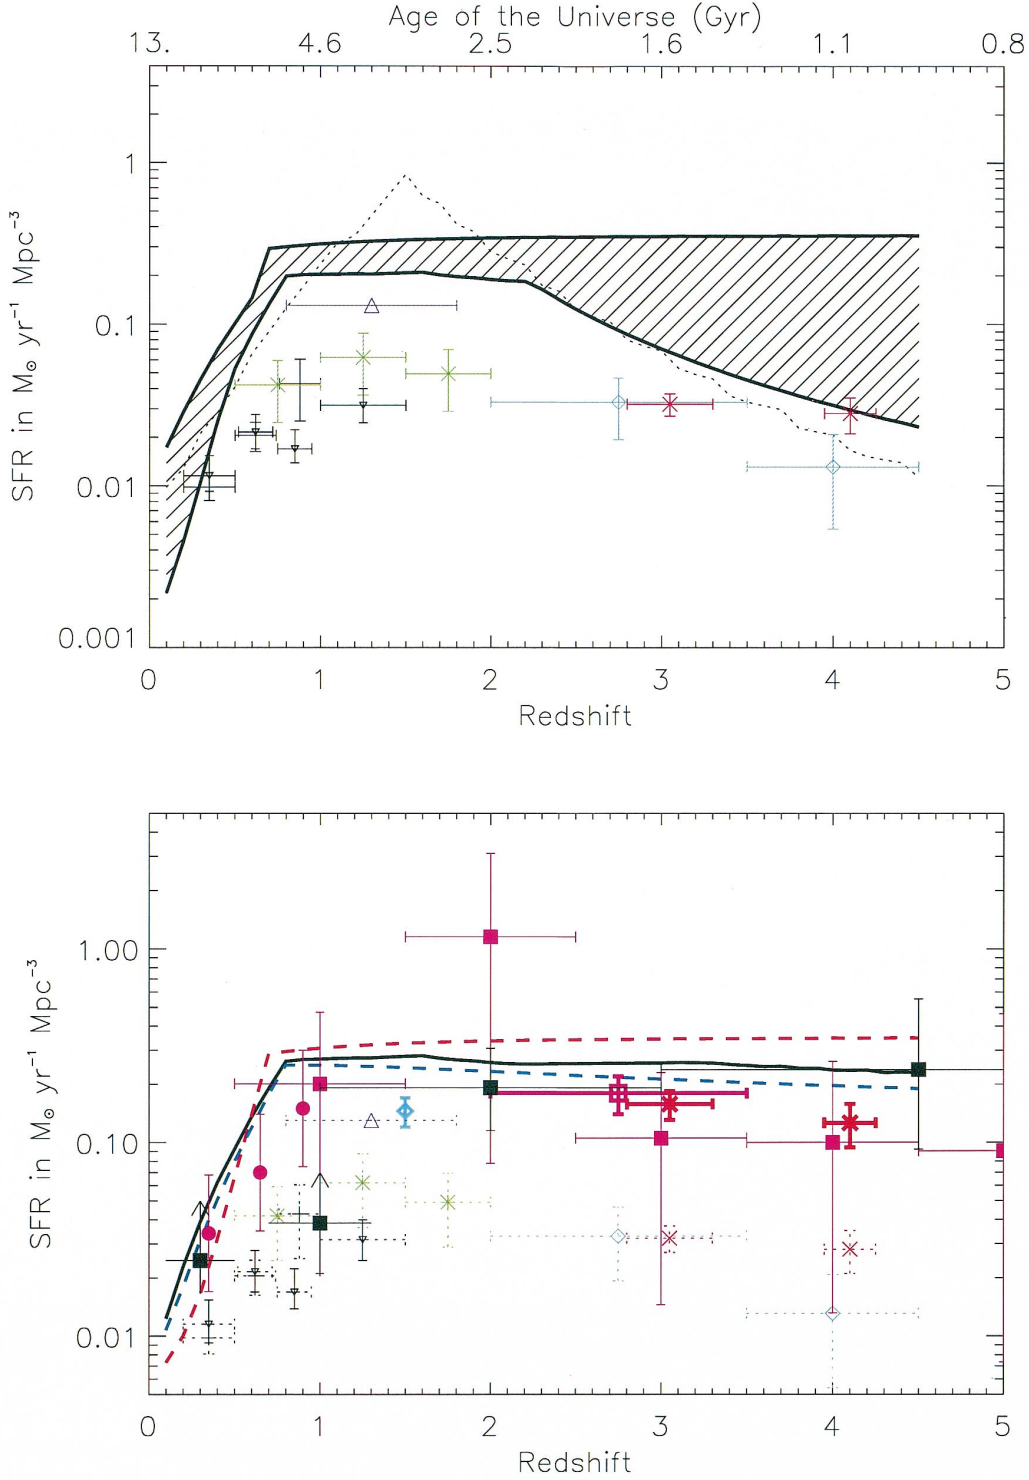 Age of the Universe (Gyr)
13. 4.6 2.5 1.6 1.1 0.8
1
0.1
0.01
0.001
SFR in M⊙ yr⁻¹ Mpc⁻³
0 1 2 3 4 5
Redshift
1.00
0.10
0.01
SFR in M⊙ yr⁻¹ Mpc⁻³
0 1 2 3 4 5
Redshift